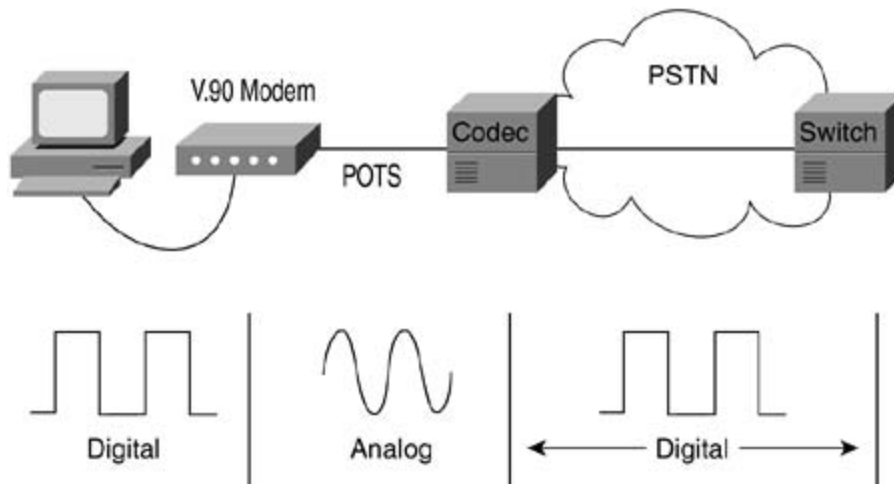 PSTN
V.90 Modem
Codec
Switch
POTS
Digital
Analog
Digital